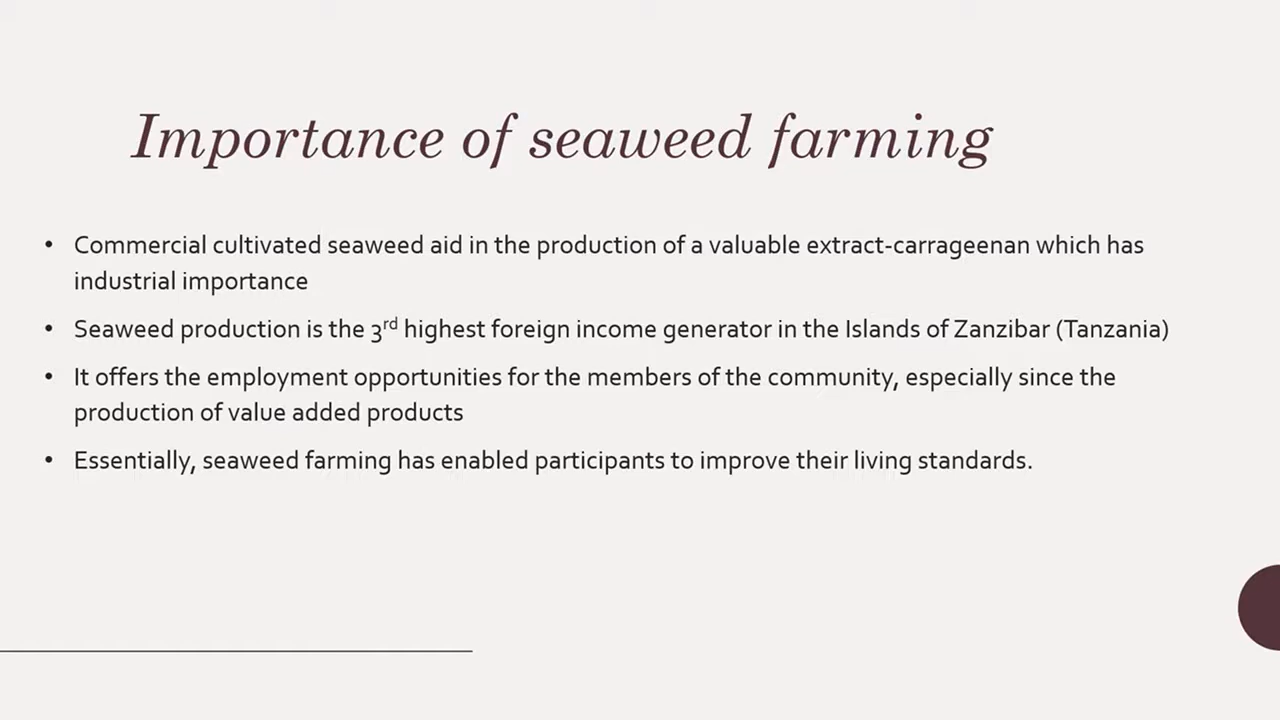 Importance of seaweed farming
• Commercial cultivated seaweed aid in the production of a valuable extract-carrageenan which has
industrial importance
• Seaweed production is the 3rd highest foreign income generator in the Islands of Zanzibar (Tanzania)
• It offers the employment opportunities for the members of the community, especially since the
production of value added products
• Essentially, seaweed farming has enabled participants to improve their living standards.